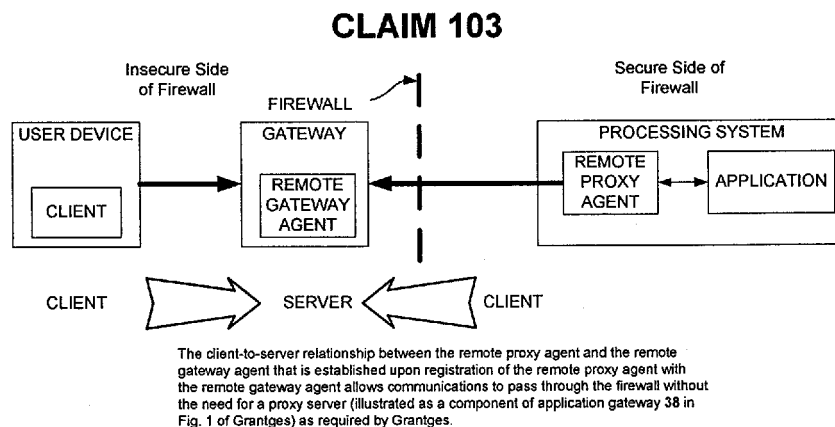 CLAIM 103
Insecure Side
of Firewall
Secure Side of
Firewall
FIREWALL
USER DEVICE
GATEWAY
PROCESSING SYSTEM
CLIENT
REMOTE
GATEWAY
AGENT
REMOTE
PROXY
AGENT
APPLICATION
CLIENT
SERVER
CLIENT
The client-to-server relationship between the remote proxy agent and the remote
gateway agent that is established upon registration of the remote proxy agent with
the remote gateway agent allows communications to pass through the firewall without
the need for a proxy server (illustrated as a component of application gateway 38 in
Fig. 1 of Grantges) as required by Grantges.